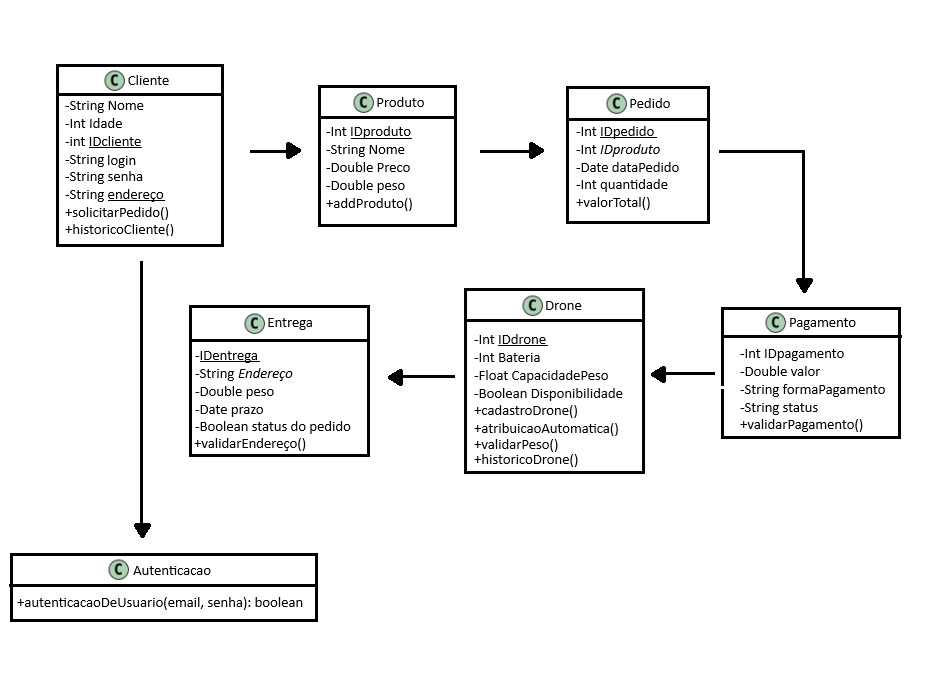 C Cliente
-String Nome
-Int Idade
-int IDcliente
-String login
-String senha
-String endereço
+solicitarPedido()
+historicoCliente()
C Produto
-Int IDproduto
-String Nome
-Double Preco
-Double peso
+addProduto()
C Pedido
-Int IDpedido
-Int IDproduto
-Date dataPedido
-Int quantidade
+valorTotal()
C Entrega
-IDentrega
-String Endereço
-Double peso
-Date prazo
-Boolean status do pedido
+validarEndereço()
C Drone
-Int IDdrone
-Int Bateria
-Float CapacidadePeso
-Boolean Disponibilidade
+cadastroDrone()
+atribuicaoAutomatica()
+validarPeso()
+historicoDrone()
C Pagamento
-Int IDpagamento
-Double valor
-String formaPagamento
-String status
+validarPagamento()
C Autenticacao
+autenticacaoDeUsuario(email, senha): boolean